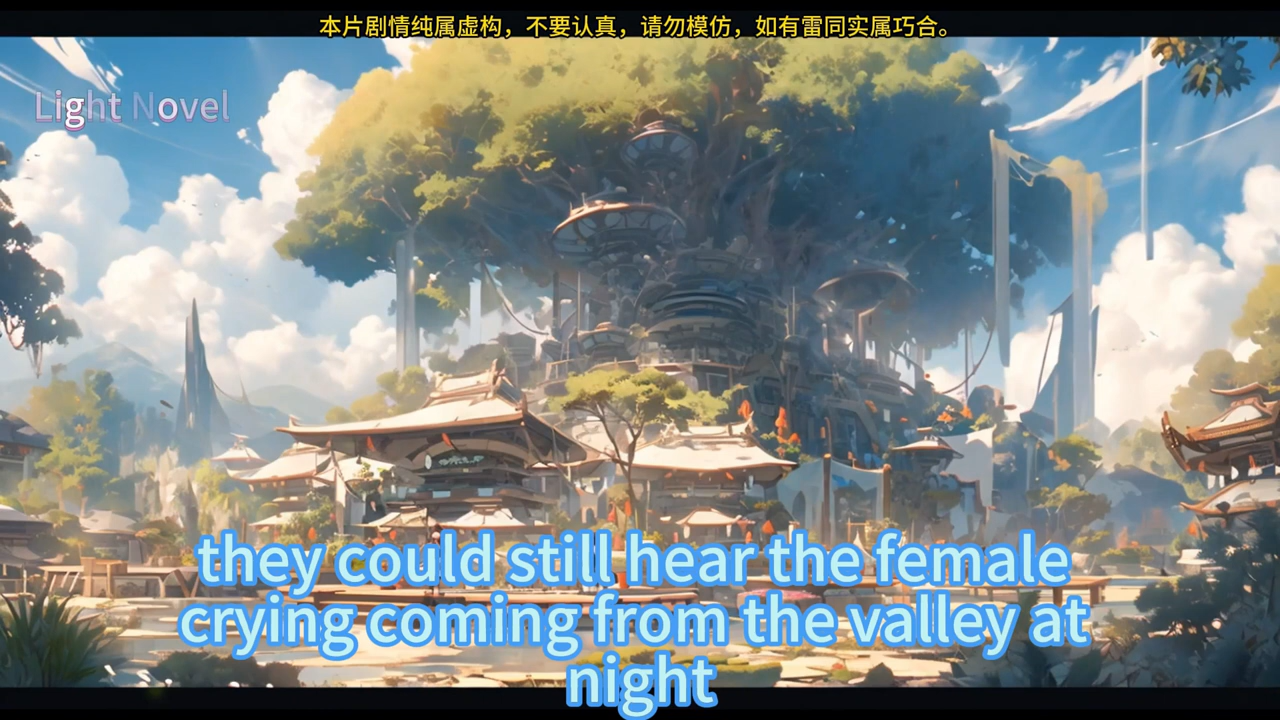 本片剧情纯属虚构，不要认真，请勿模仿，如有雷同实属巧合。
Light Novel
they could still hear the female
crying coming from the valley at
night